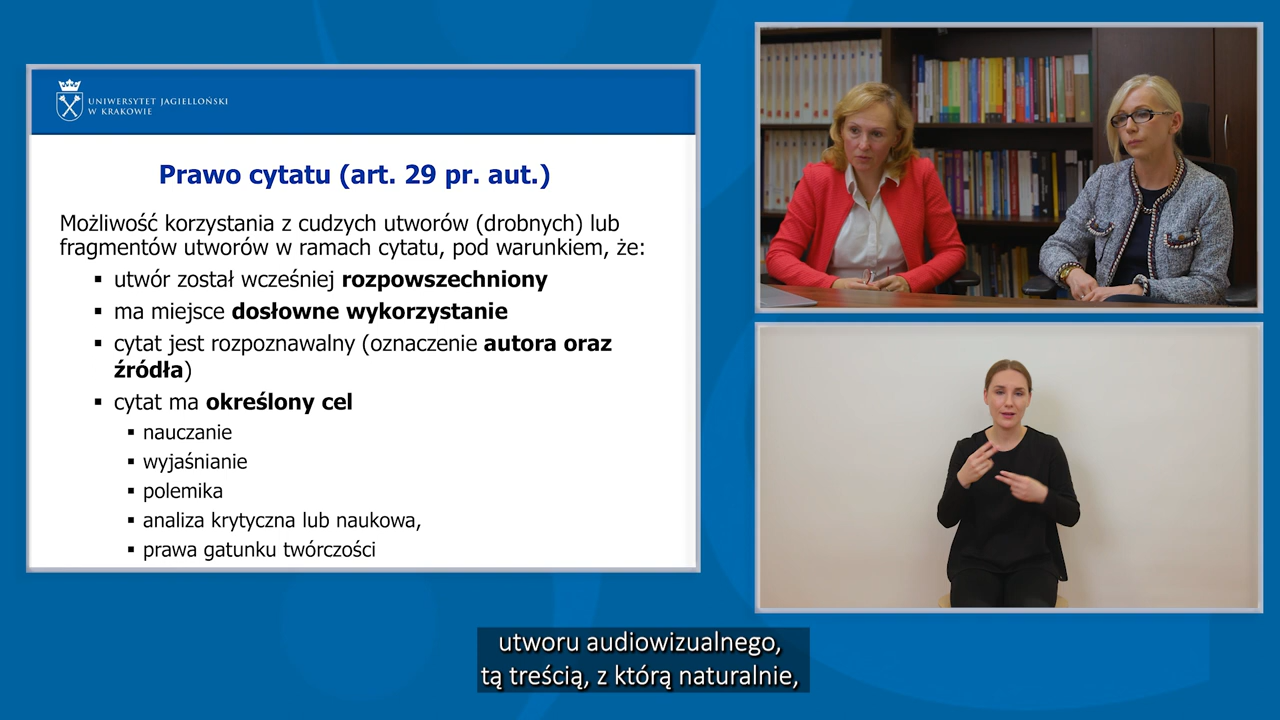 UNIWERSYTET JAGIELLOŃSKI
W KRAKOWIE
Prawo cytatu (art. 29 pr. aut.)
Możliwość korzystania z cudzych utworów (drobnych) lub
fragmentów utworów w ramach cytatu, pod warunkiem, że:
▪ utwór został wcześniej rozpowszechniony
▪ ma miejsce dosłowne wykorzystanie
▪ cytat jest rozpoznawalny (oznaczenie autora oraz
źródła)
▪ cytat ma określony cel
▪ nauczanie
▪ wyjaśnianie
▪ polemika
▪ analiza krytyczna lub naukowa,
▪ prawa gatunku twórczości
utworu audiowizualnego,
tą treścią, z którą naturalnie,